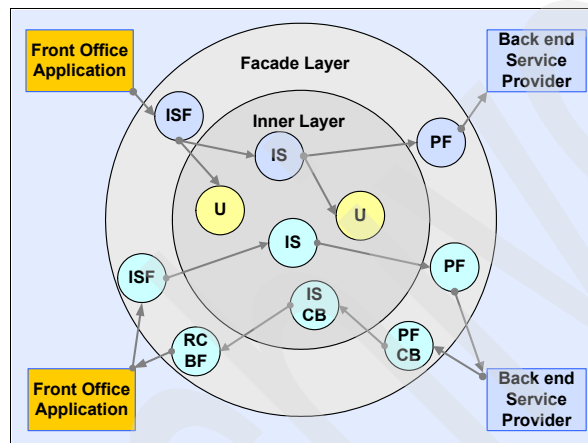 Front Office
Application
Back end
Service
Provider
Facade Layer
ISF
Inner Layer
IS
PF
U
U
IS
ISF
PF
IS
CB
RC
BF
PF
CB
Front Office
Application
Back end
Service
Provider